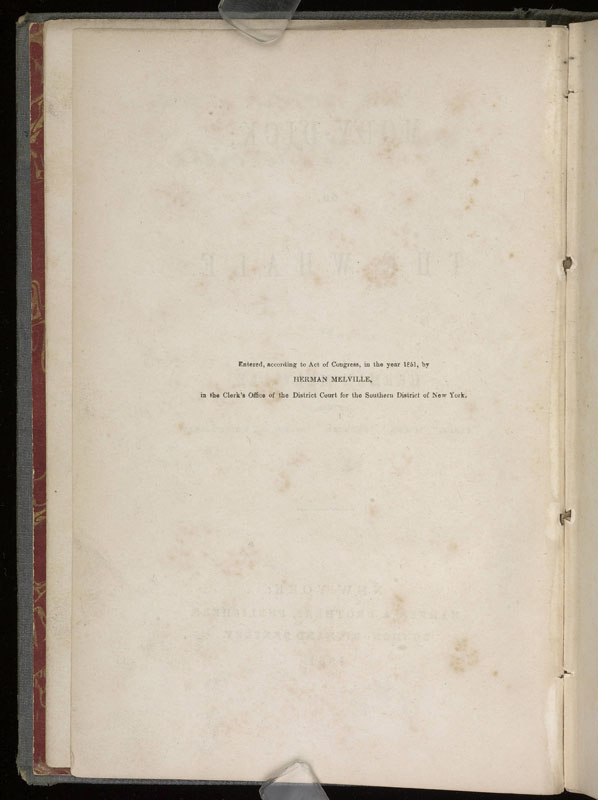 Entered, according to Act of Congress, in the year 1851, by
HERMAN MELVILLE,
in the Clerk's Office of the District Court for the Southern District of New York.